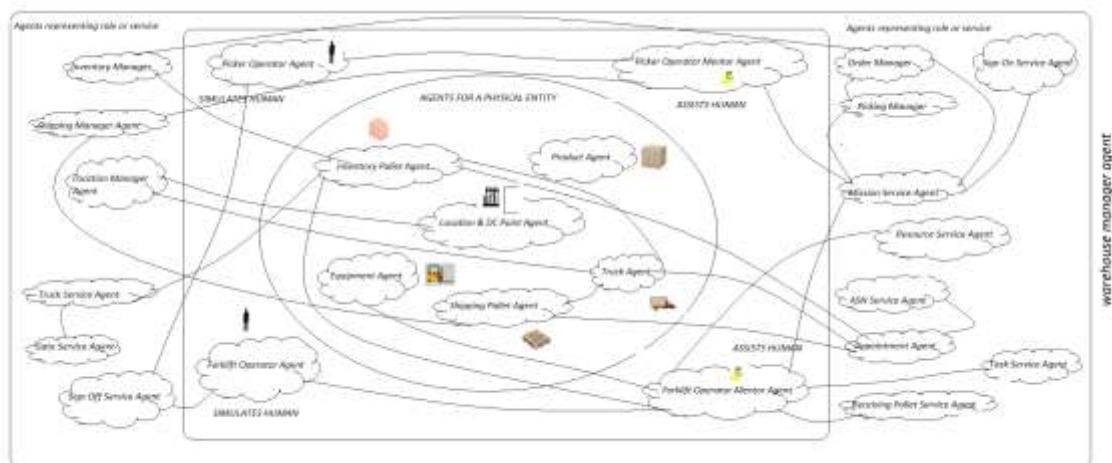 Agents representing role or service
Agents representing role or service
Inventory Manager
Picker Operator Agent
Picker Operator Mentor Agent
Order Manager
Sign On Service Agent
SIMULATES HUMAN
AGENTS FOR A PHYSICAL ENTITY
ASSISTS HUMAN
Picking Manager
Shipping Manager Agent
Inventory Pallet Agent
Product Agent
Location Manager
Agent
Mission Service Agent
Location & DC Point Agent
Resource Service Agent
Equipment Agent
Truck Agent
Truck Service Agent
Shipping Pallet Agent
ASN Service Agent
Gate Service Agent
ASSISTS HUMAN
Appointment Agent
Forklift Operator Agent
Task Service Agent
Sign Off Service Agent
Forklift Operator Mentor Agent
Receiving Pallet Service Agent
SIMULATES HUMAN
warehouse manager agent